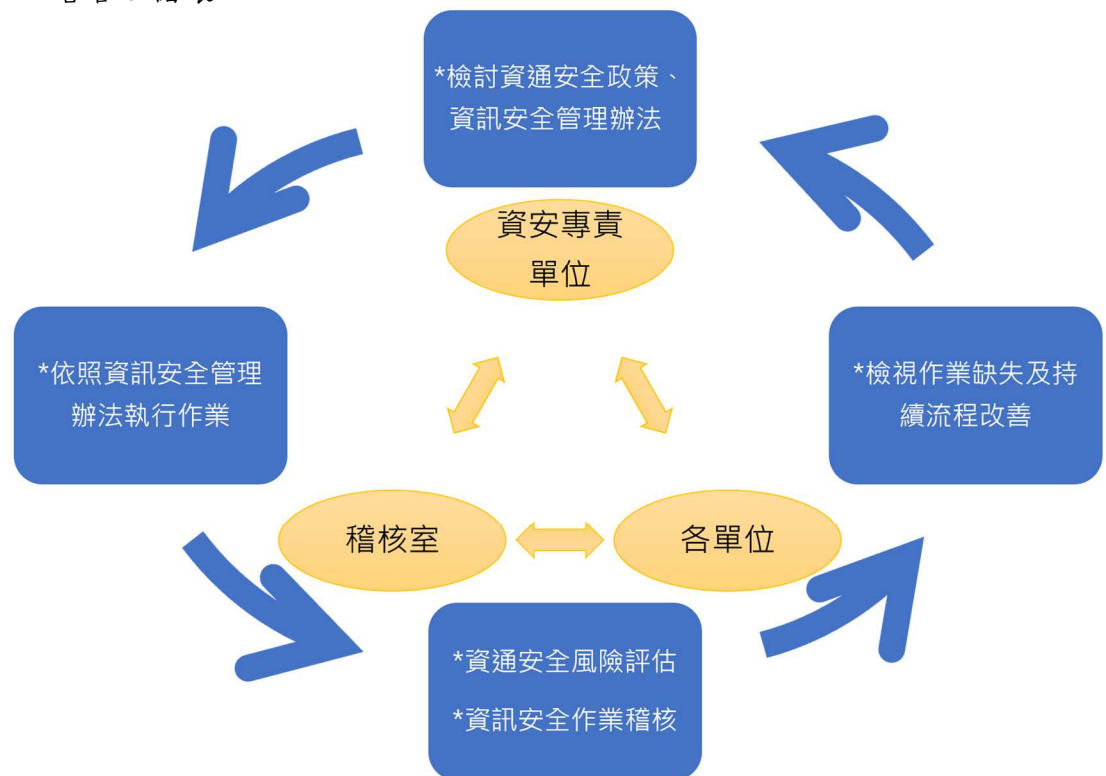 *檢討資通安全政策、
資訊安全管理辦法
資安專責
單位
*依照資訊安全管理
辦法執行作業
*檢視作業缺失及持
續流程改善
稽核室
各單位
*資通安全風險評估
*資訊安全作業稽核